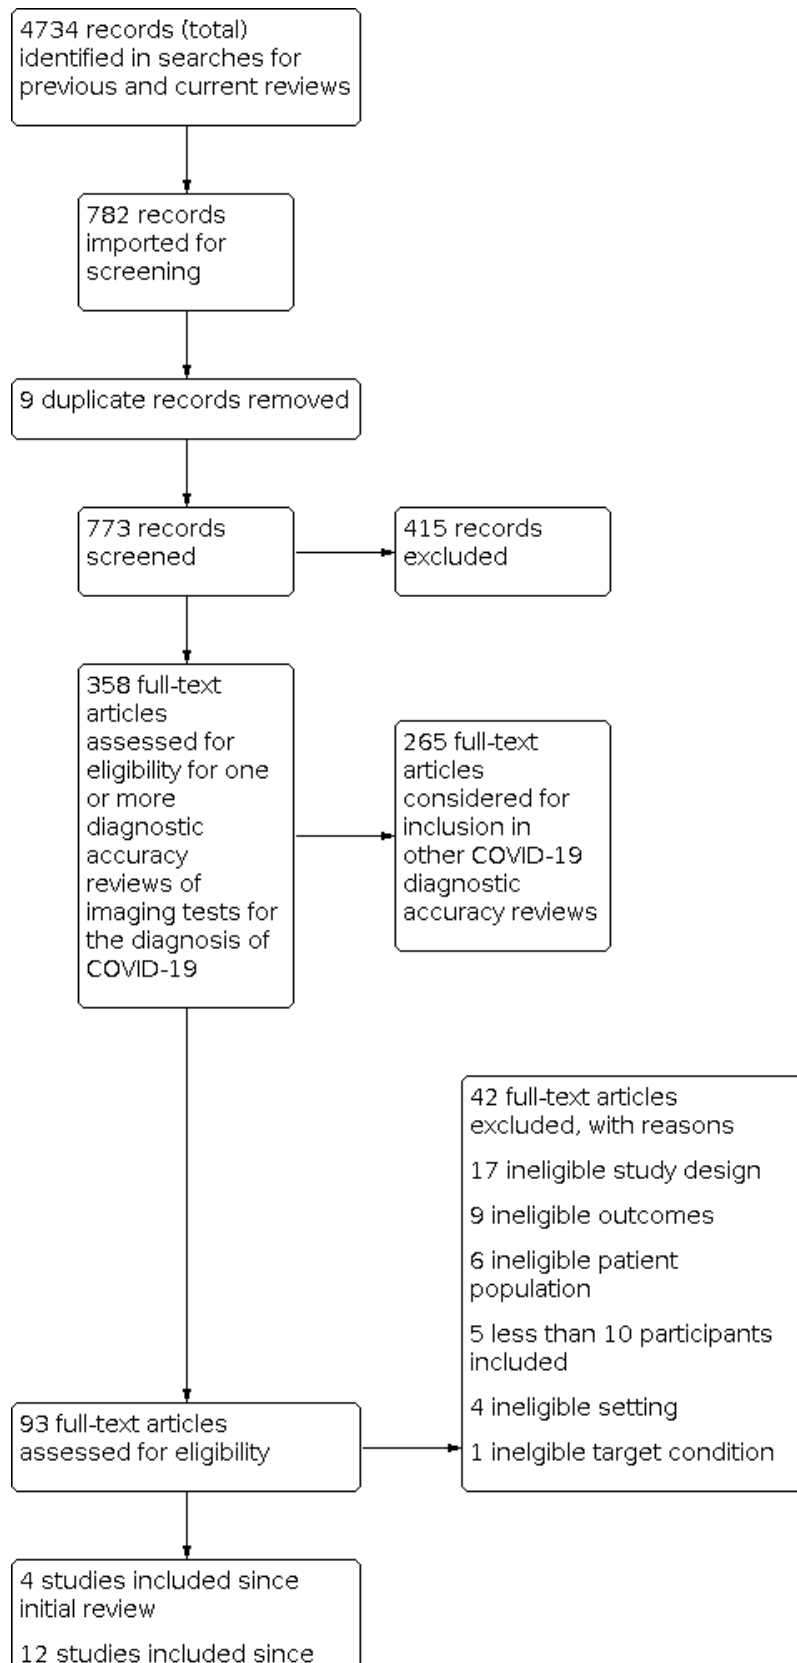 4734 records (total)
identified in searches for
previous and current reviews
782 records
imported for
screening
9 duplicate records removed
773 records
screened
415 records
excluded
358 full-text
articles
assessed for
eligibility for one
or more
diagnostic
accuracy
reviews of
imaging tests for
the diagnosis of
COVID-19
265 full-text
articles
considered for
inclusion in
other COVID-19
diagnostic
accuracy reviews
93 full-text articles
assessed for eligibility
42 full-text articles
excluded, with reasons
17 ineligible study design
9 ineligible outcomes
6 ineligible patient
population
5 less than 10 participants
included
4 ineligible setting
1 inelgible target condition
4 studies included since
initial review
12 studies included since